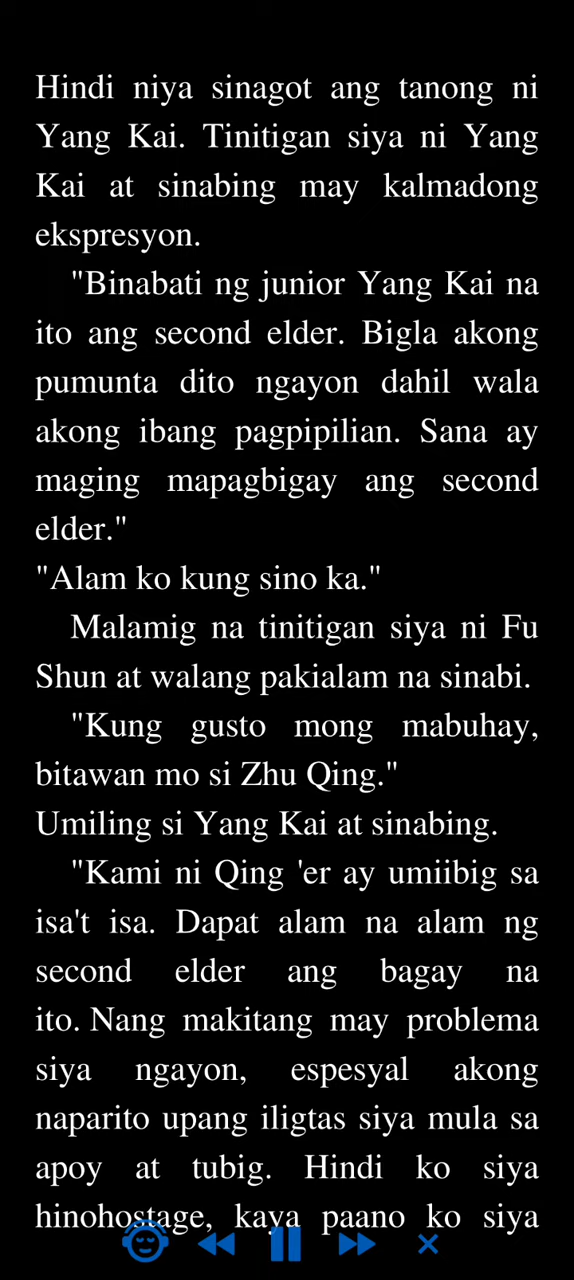 Hindi niya sinagot ang tanong ni
Yang Kai. Tinitigan siya ni Yang
Kai at sinabing may kalmadong
ekspresyon.
"Binabati ng junior Yang Kai na
ito ang second elder. Bigla akong
pumunta dito ngayon dahil wala
akong ibang pagpipilian. Sana ay
maging mapagbigay ang second
elder."
"Alam ko kung sino ka."
Malamig na tinitigan siya ni Fu
Shun at walang pakialam na sinabi.
"Kung gusto mong mabuhay,
bitawan mo si Zhu Qing."
Umiling si Yang Kai at sinabing.
"Kami ni Qing 'er ay umiibig sa
isa't isa. Dapat alam na alam ng
second elder ang bagay na
ito. Nang makitang may problema
siya ngayon, espesyal akong
naparito upang iligtas siya mula sa
apoy at tubig. Hindi ko siya
hinohostage, kaya paano ko siya